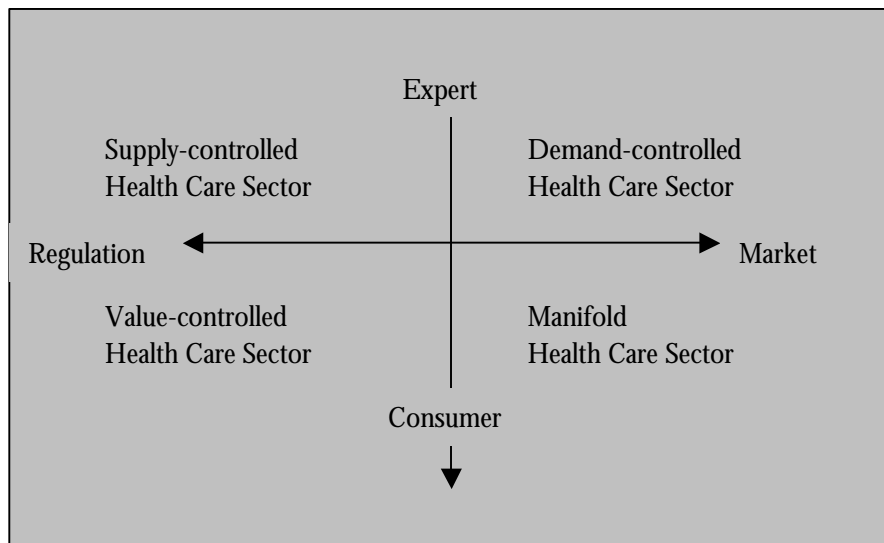 Expert
Supply-controlled
Health Care Sector
Demand-controlled
Health Care Sector
Regulation
Market
Value-controlled
Health Care Sector
Manifold
Health Care Sector
Consumer